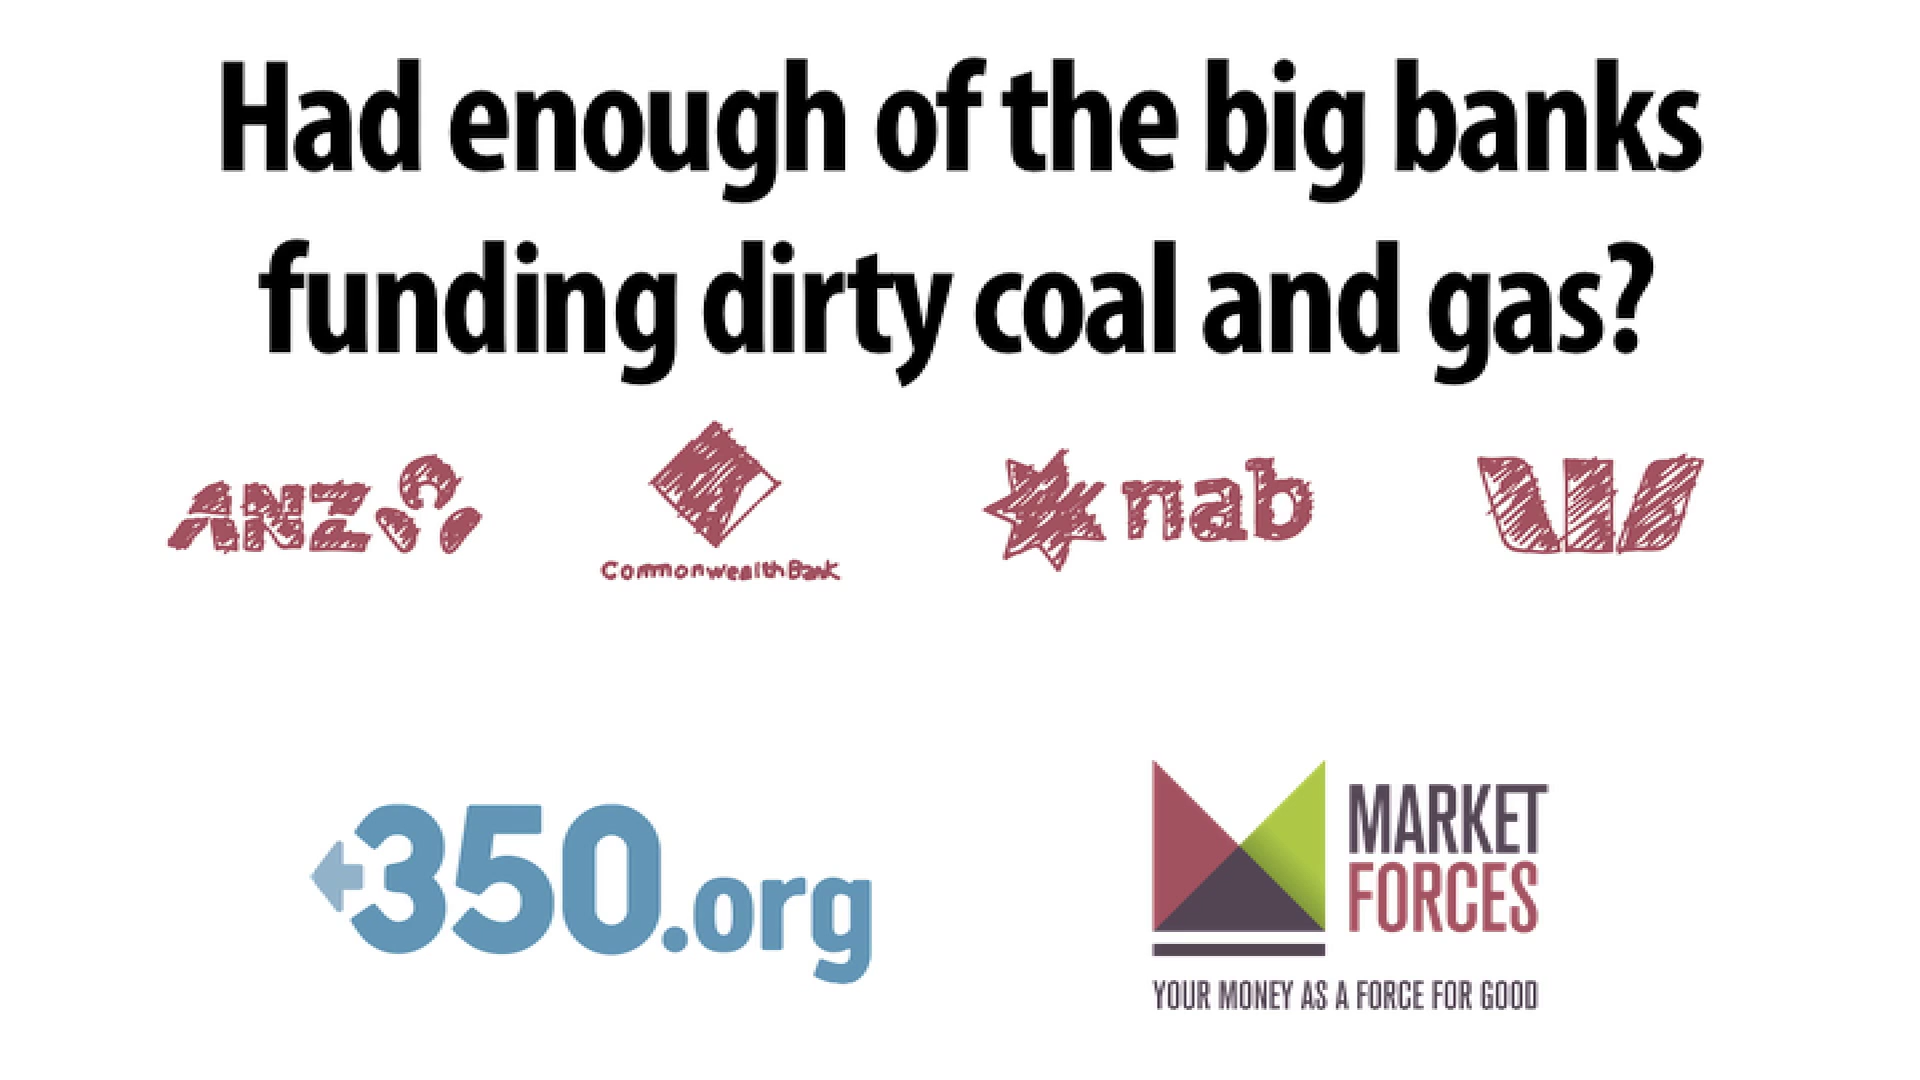 Had enough of the big banks
funding dirty coal and gas?
ANZ
CommonwealthBank
nab
350.org
MARKET
FORCES
YOUR MONEY AS A FORCE FOR GOOD